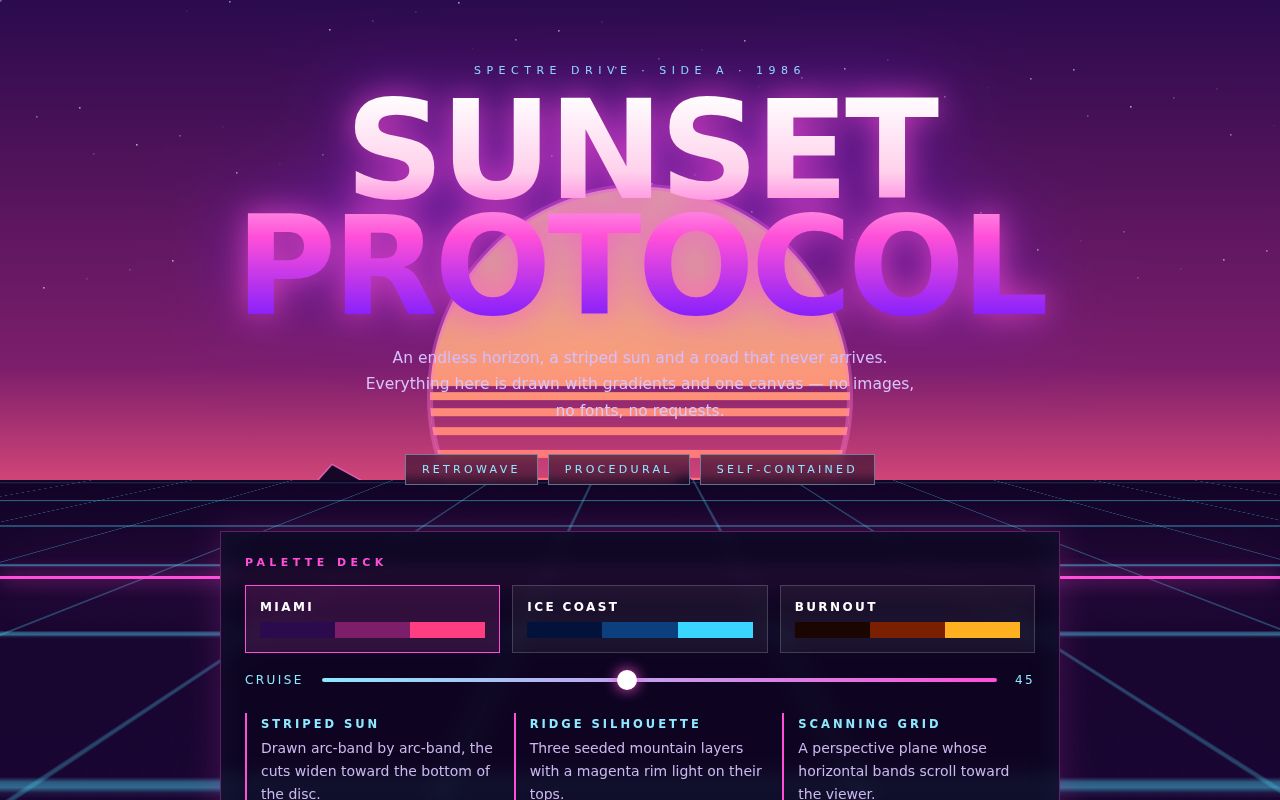 SPECTRE DRIVE · SIDE A · 1986
SUNSET
PROTOCOL
An endless horizon, a striped sun and a road that never arrives.
Everything here is drawn with gradients and one canvas — no images,
no fonts, no requests.
RETROWAVE PROCEDURAL SELF-CONTAINED
PALETTE DECK
MIAMI ICE COAST BURNOUT
CRUISE 45
STRIPED SUN
Drawn arc-band by arc-band, the
cuts widen toward the bottom of
the disc.
RIDGE SILHOUETTE
Three seeded mountain layers
with a magenta rim light on their
tops.
SCANNING GRID
A perspective plane whose
horizontal bands scroll toward
the viewer.